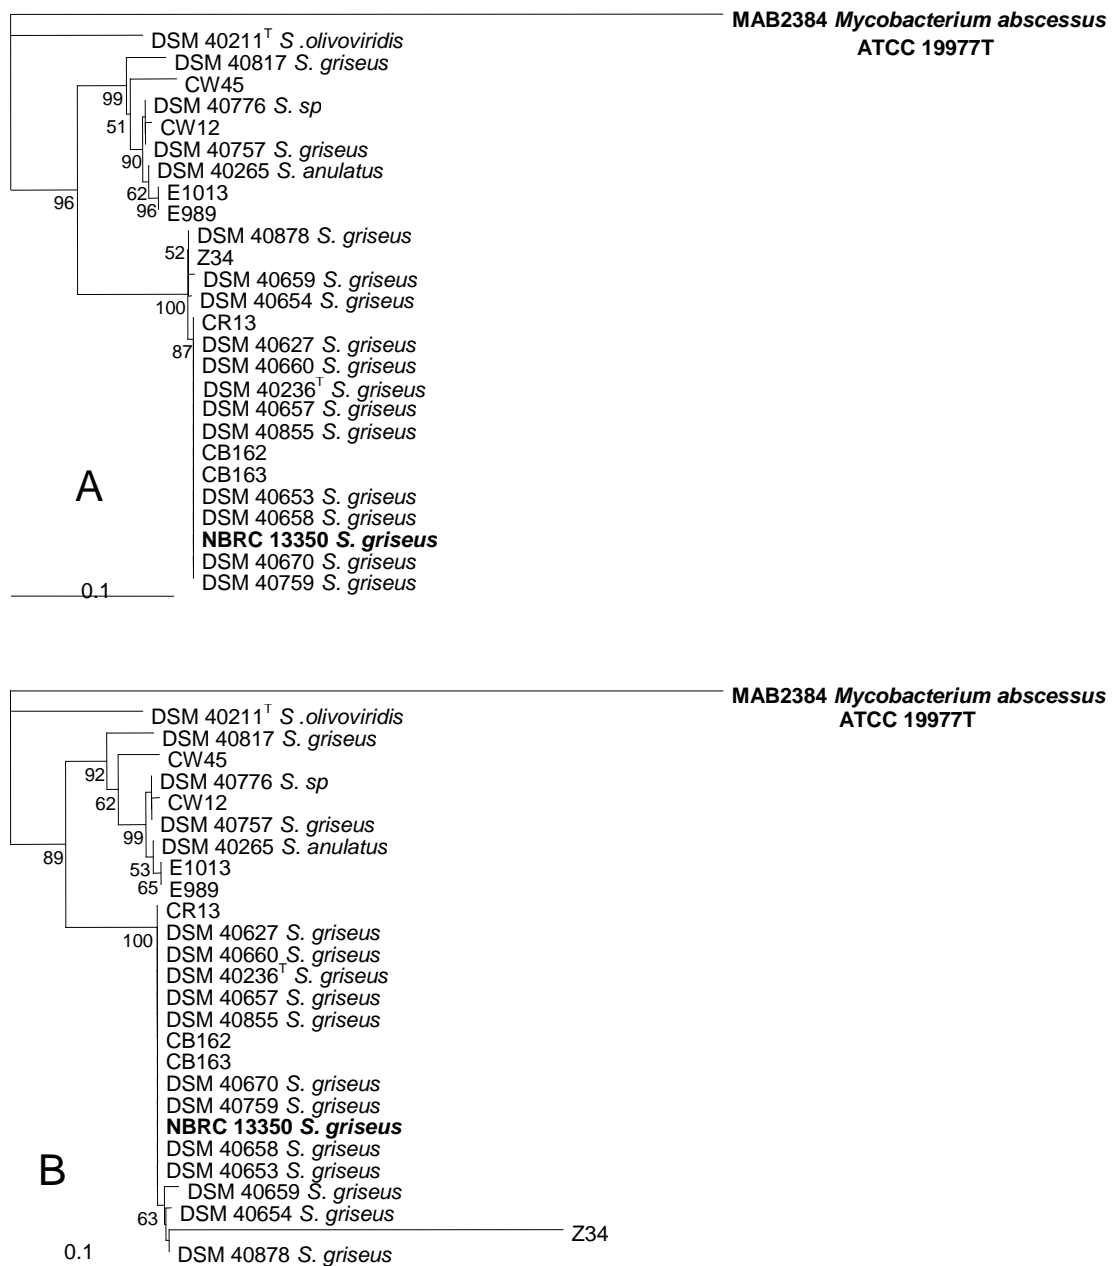 MAB2384 Mycobacterium abscessus
ATCC 19977T
DSM 40211T S .olivoviridis
DSM 40817 S. griseus
CW45
99
DSM 40776 S. sp
51
CW12
DSM 40757 S. griseus
90
DSM 40265 S. anulatus
62
E1013
96
96
E989
DSM 40878 S. griseus
52
Z34
DSM 40659 S. griseus
DSM 40654 S. griseus
100
CR13
DSM 40627 S. griseus
87
DSM 40660 S. griseus
DSM 40236T S. griseus
DSM 40657 S. griseus
DSM 40855 S. griseus
CB162
CB163
A
DSM 40653 S. griseus
DSM 40658 S. griseus
NBRC 13350 S. griseus
DSM 40670 S. griseus
DSM 40759 S. griseus
0.1
MAB2384 Mycobacterium abscessus
ATCC 19977T
DSM 40211T S .olivoviridis
DSM 40817 S. griseus
CW45
92
DSM 40776 S. sp
62
CW12
DSM 40757 S. griseus
99
DSM 40265 S. anulatus
89
53
E1013
65
E989
CR13
DSM 40627 S. griseus
100
DSM 40660 S. griseus
DSM 40236T S. griseus
DSM 40657 S. griseus
DSM 40855 S. griseus
CB162
CB163
DSM 40670 S. griseus
DSM 40759 S. griseus
NBRC 13350 S. griseus
DSM 40658 S. griseus
B
DSM 40653 S. griseus
DSM 40659 S. griseus
63
DSM 40654 S. griseus
Z34
0.1
DSM 40878 S. griseus